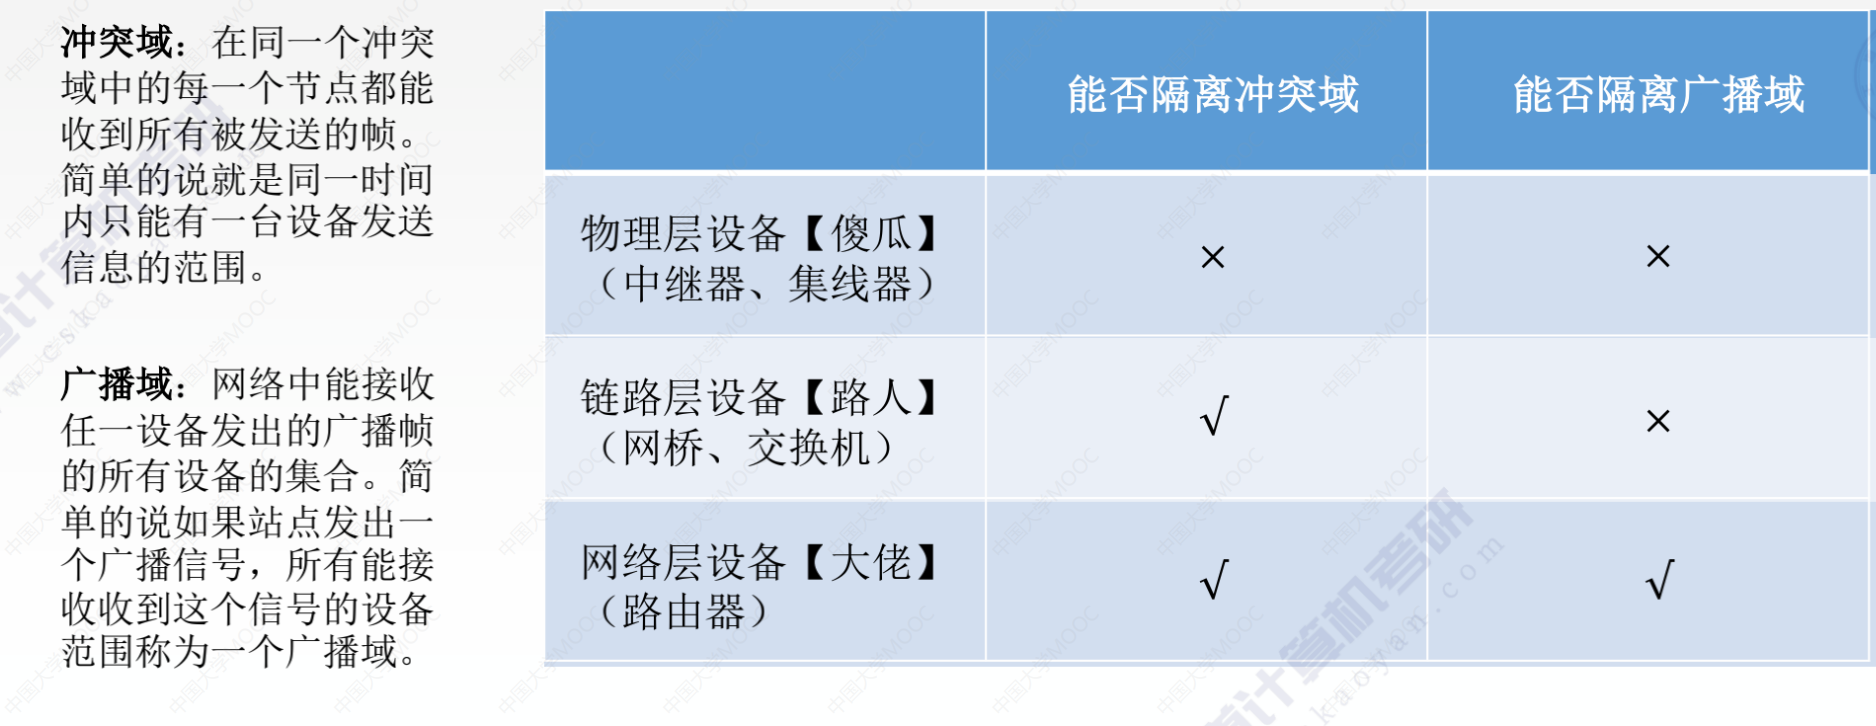 冲突域：在同一个冲突
域中的每一个节点都能
收到所有被发送的帧。
简单的说就是同一时间
内只能有一台设备发送
信息的范围。
广播域：网络中能接收
任一设备发出的广播帧
的所有设备的集合。简
单的说如果站点发出一
个广播信号，所有能接
收收到这个信号的设备
范围称为一个广播域。
能否隔离冲突域
能否隔离广播域
物理层设备【傻瓜】
（中继器、集线器）
×
×
链路层设备【路人】
（网桥、交换机）
√
×
网络层设备【大佬】
（路由器）
√
√